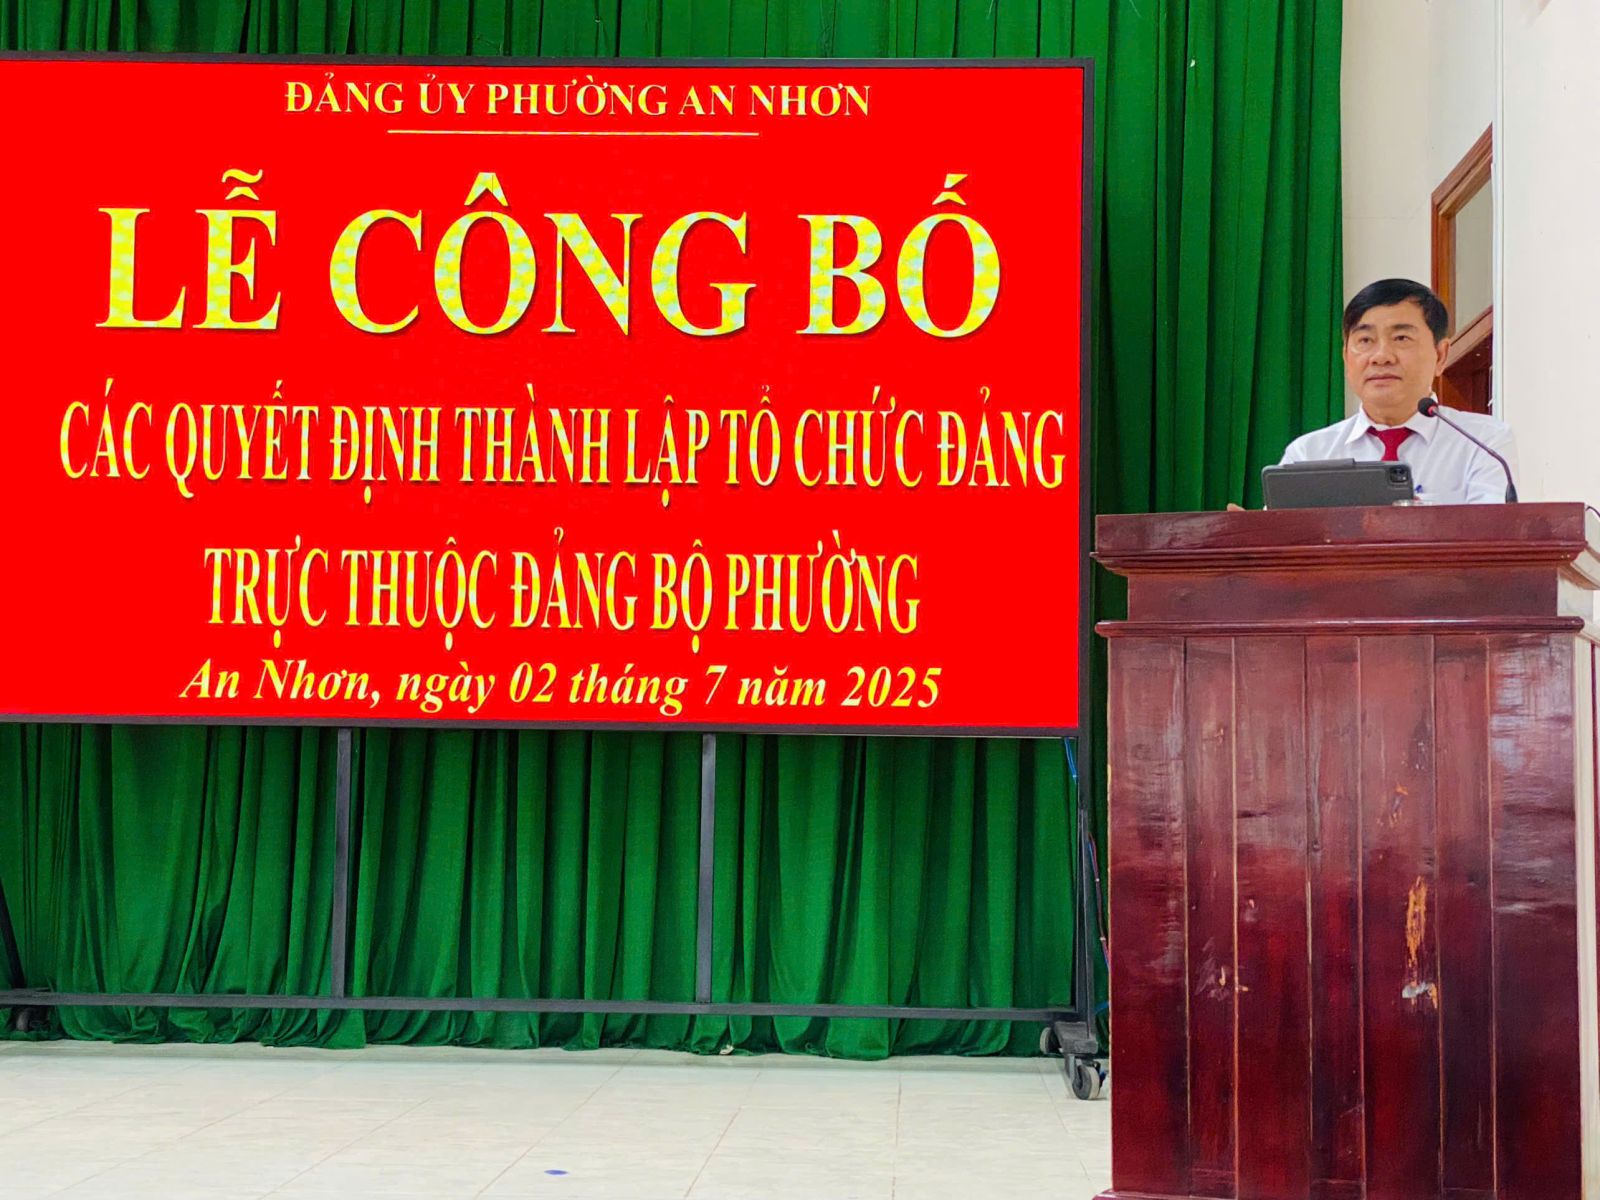 ĐẢNG ỦY PHƯỜNG AN NHƠN
LỄ CÔNG BỐ
CÁC QUYẾT ĐỊNH THÀNH LẬP TỔ CHỨC ĐẢNG
TRỰC THUỘC ĐẢNG BỘ PHƯỜNG
An Nhơn, ngày 02 tháng 7 năm 2025